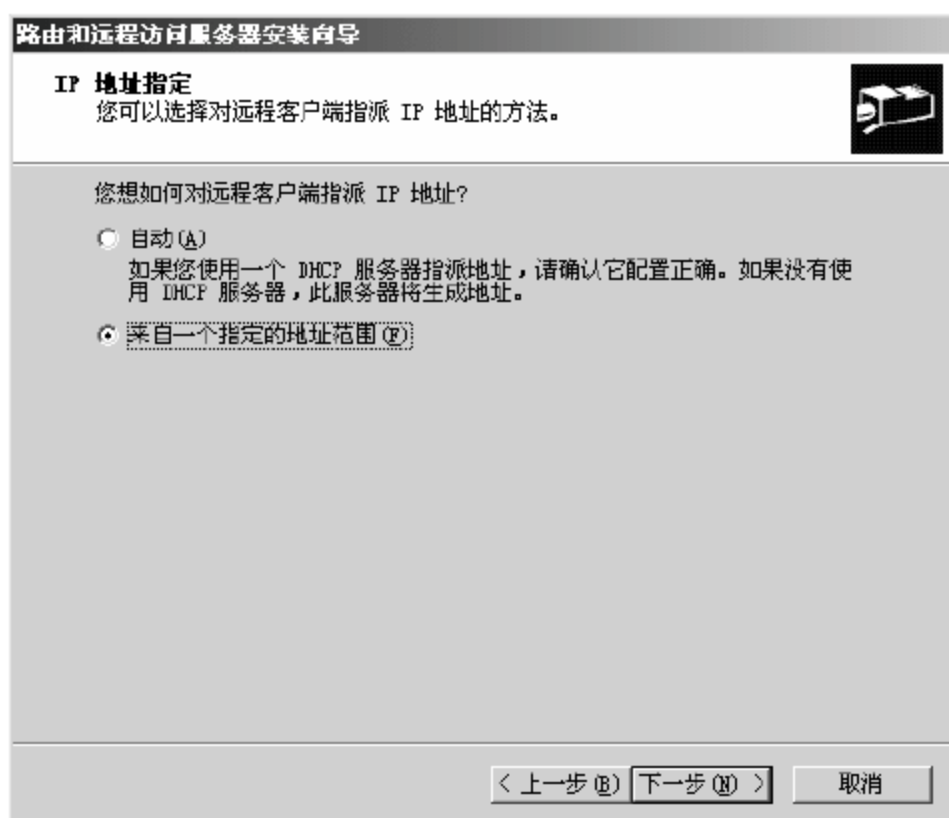 路由和远程访问服务器安装向导
IP 地址指定
您可以选择对远程客户端指派 IP 地址的方法。
您想如何对远程客户端指派 IP 地址?
自动(A)
如果您使用一个 DHCP 服务器指派地址，请确认它配置正确。如果没有使
用 DHCP 服务器，此服务器将生成地址。
来自一个指定的地址范围(F)
< 上一步(B) 下一步(N) > 取消